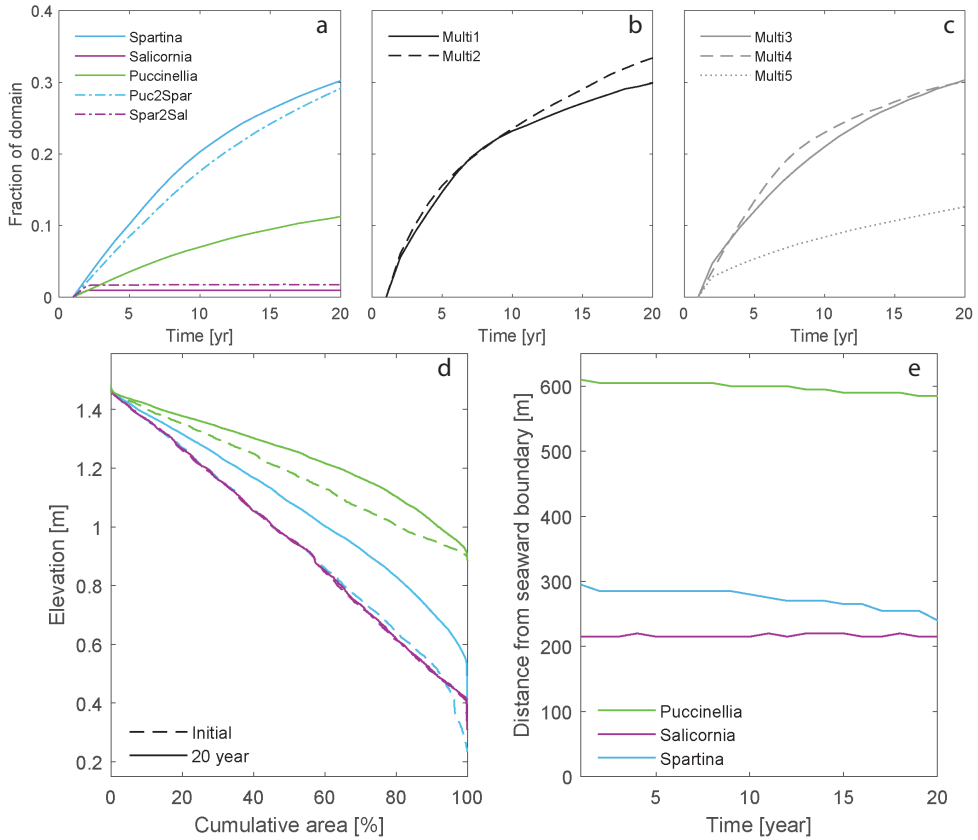 a
b
c
0.4
0.3
0.2
0.1
0
Fraction of domain
Spartina
Salicornia
Puccinellia
Puc2Spar
Spar2Sal
0 5 10 15 20
Time [yr]
Multi1
Multi2
0 5 10 15 20
Time [yr]
Multi3
Multi4
Multi5
0 5 10 15 20
Time [yr]
d
1.4
1.2
1
0.8
0.6
0.4
0.2
Elevation [m]
Initial
20 year
0 20 40 60 80 100
Cumulative area [%]
e
600
500
400
300
200
100
0
Distance from seaward boundary [m]
Puccinellia
Salicornia
Spartina
5 10 15 20
Time [year]